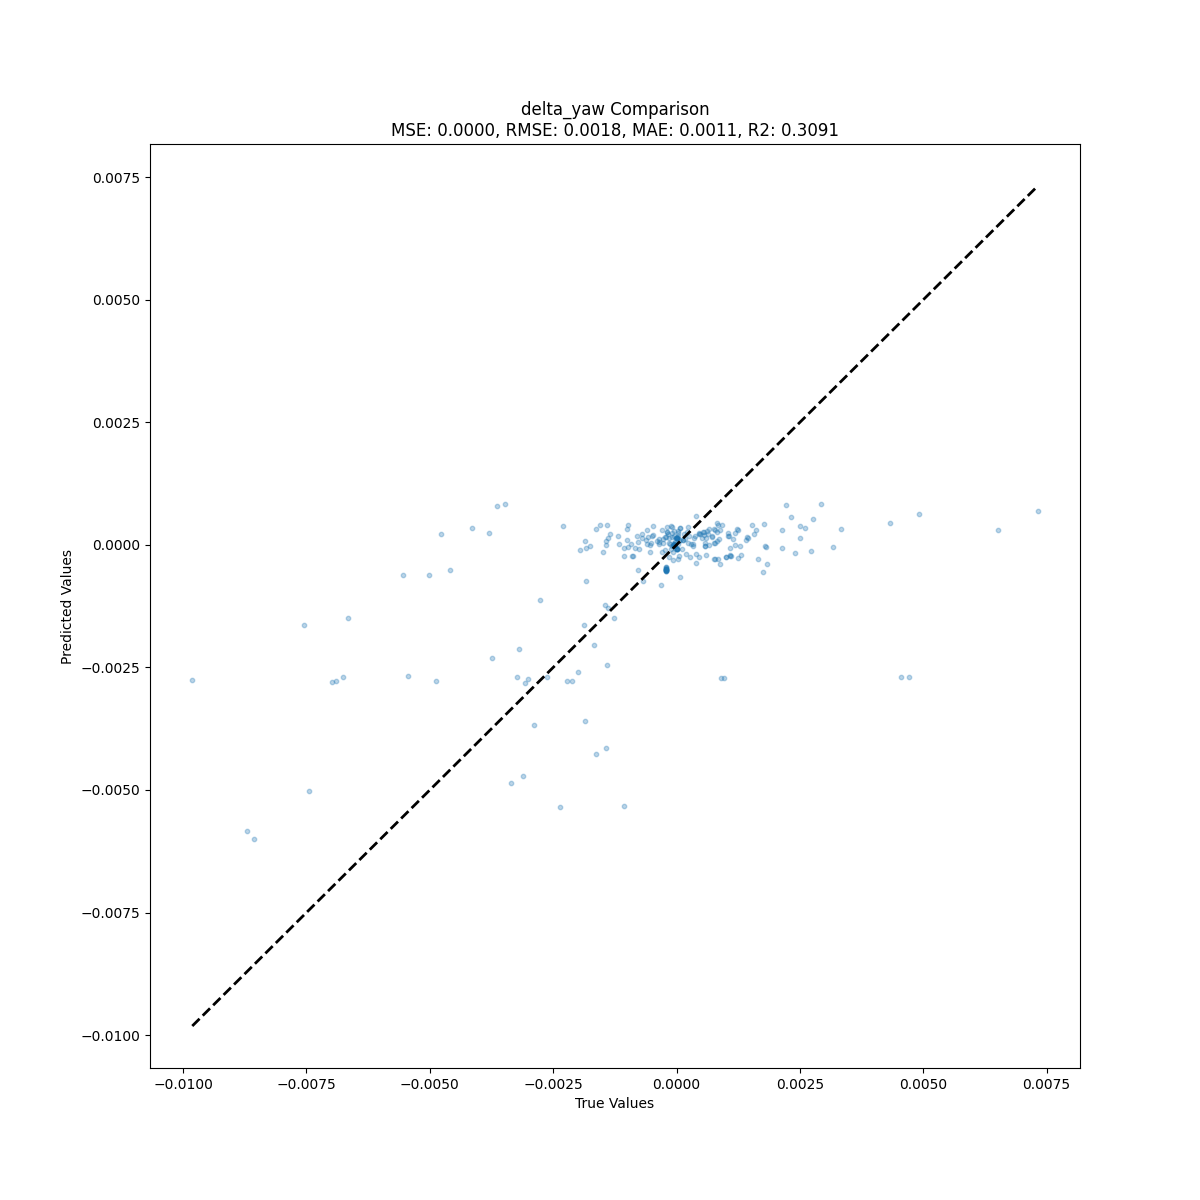 delta_yaw Comparison
MSE: 0.0000, RMSE: 0.0018, MAE: 0.0011, R2: 0.3091
0.0075
0.0050
0.0025
0.0000
−0.0025
−0.0050
−0.0075
−0.0100
Predicted Values
−0.0100 −0.0075 −0.0050 −0.0025 0.0000 0.0025 0.0050 0.0075
True Values